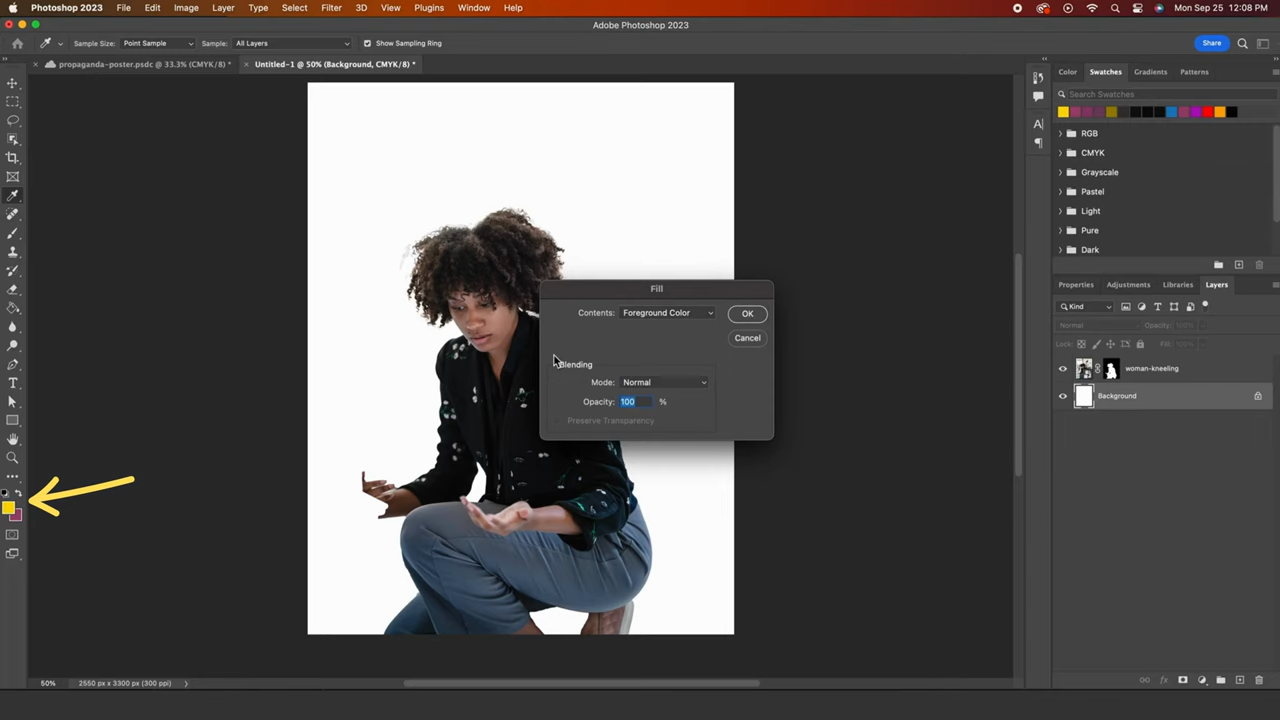 Photoshop 2023 File Edit Image Layer Type Select Filter 3D View Plugins Window Help Mon Sep 25 12:08 PM
Adobe Photoshop 2023
Sample Size: Point Sample Sample: All Layers Show Sampling Ring Share
propaganda-poster.psdc @ 33.3% (CMYK/8) * Untitled-1 @ 50% (Background, CMYK/8) *
Color Swatches Gradients Patterns
Search Swatches
RGB
CMYK
Grayscale
Pastel
Light
Pure
Dark
Properties Adjustments Libraries Layers
Kind
Normal Opacity: 100%
Lock: Fill: 100%
woman-kneeling
Background
Fill
Contents: Foreground Color OK
Cancel
Blending
Mode: Normal
Opacity: 100 %
Preserve Transparency
50% 2550 px x 3300 px (300 ppi)